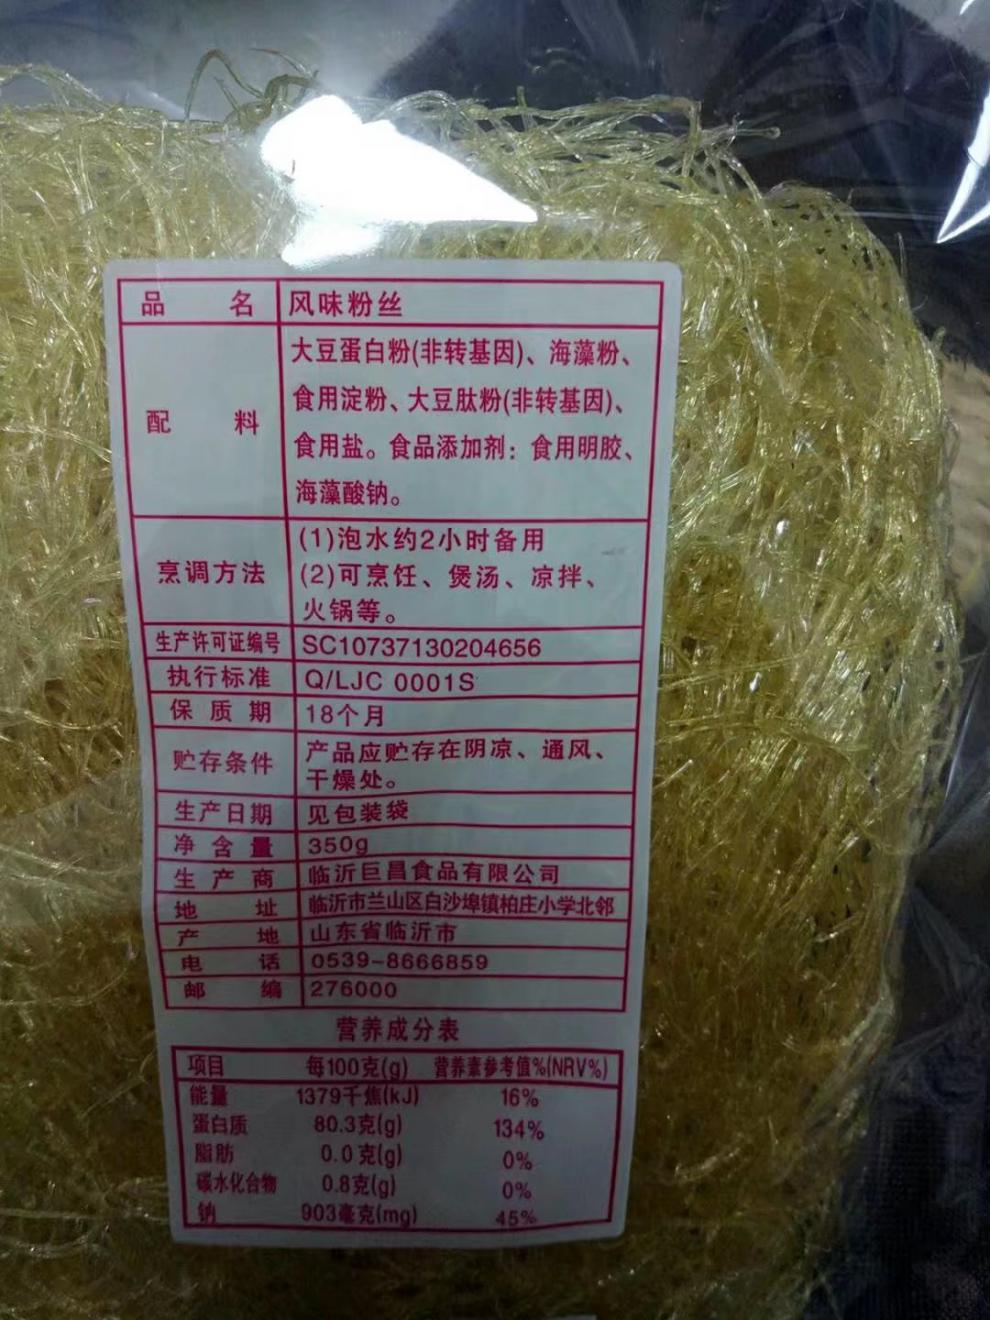 品 名 风味粉丝
配 料 大豆蛋白粉(非转基因)、海藻粉、
食用淀粉、大豆肽粉(非转基因)、
食用盐。食品添加剂：食用明胶、
海藻酸钠。
烹调方法 (1)泡水约2小时备用
(2)可烹饪、煲汤、凉拌、
火锅等。
生产许可证编号 SC10737130204656
执行标准 Q/LJC 0001S
保 质 期 18个月
贮存条件 产品应贮存在阴凉、通风、
干燥处。
生产日期 见包装袋
净 含 量 350g
生 产 商 临沂巨昌食品有限公司
地 址 临沂市兰山区白沙埠镇柏庄小学北邻
产 地 山东省临沂市
电 话 0539-8666859
邮 编 276000
营养成分表
项目 每100克(g) 营养素参考值%(NRV%)
能量 1379千焦(kJ) 16%
蛋白质 80.3克(g) 134%
脂肪 0.0克(g) 0%
碳水化合物 0.8克(g) 0%
钠 903毫克(mg) 45%